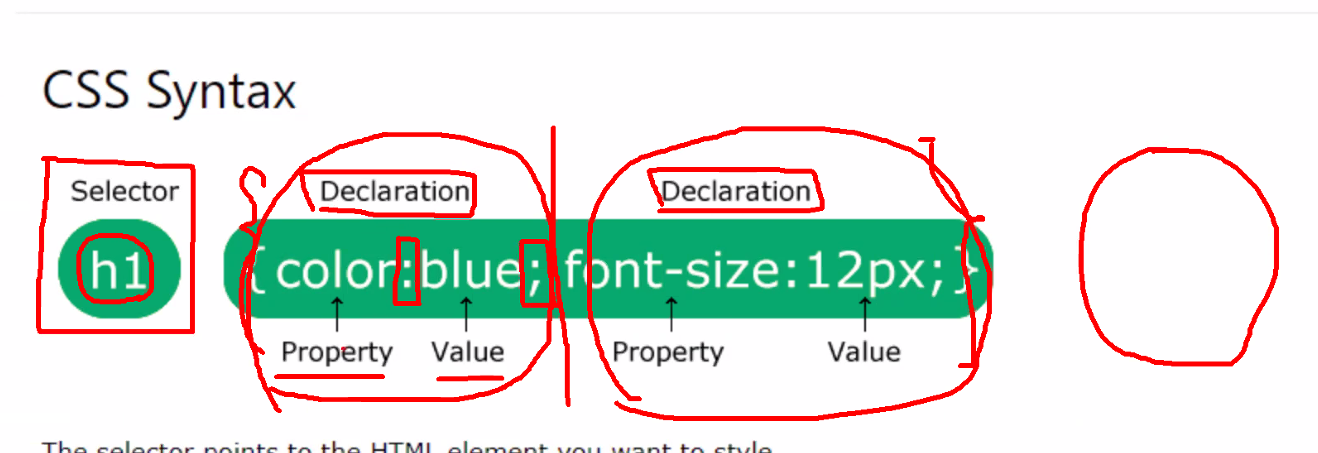 CSS Syntax
Selector Declaration Declaration
h1 { color:blue; font-size:12px; }
Property Value Property Value
The selector points to the HTML element you want to style